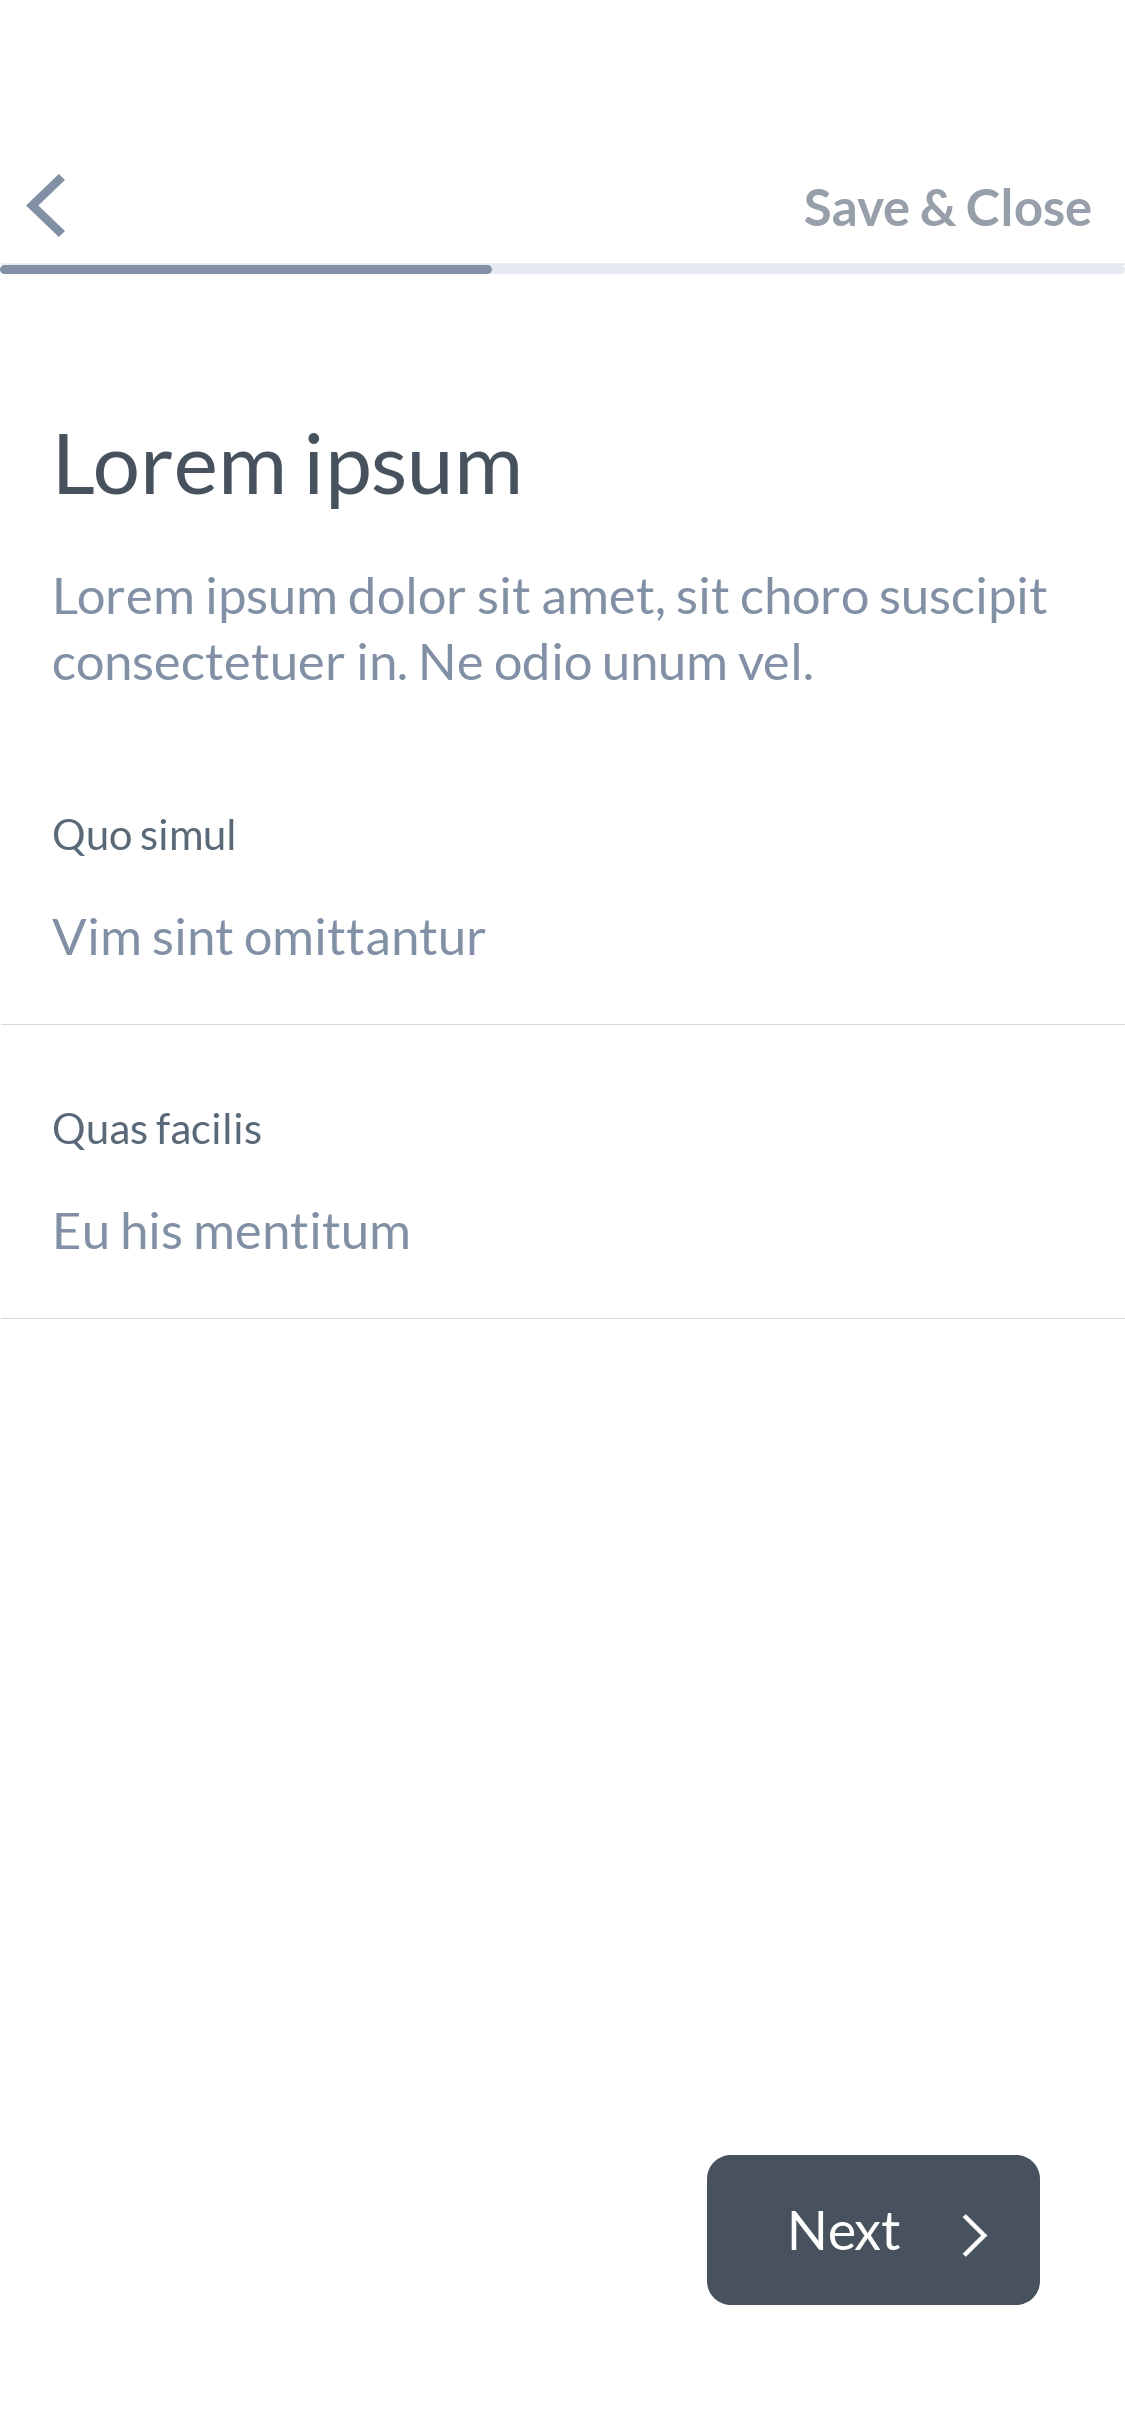 Save & Close
Lorem ipsum
Lorem ipsum dolor sit amet, sit choro suscipit
consectetuer in. Ne odio unum vel.
Quo simul
Vim sint omittantur
Quas facilis
Eu his mentitum
Next